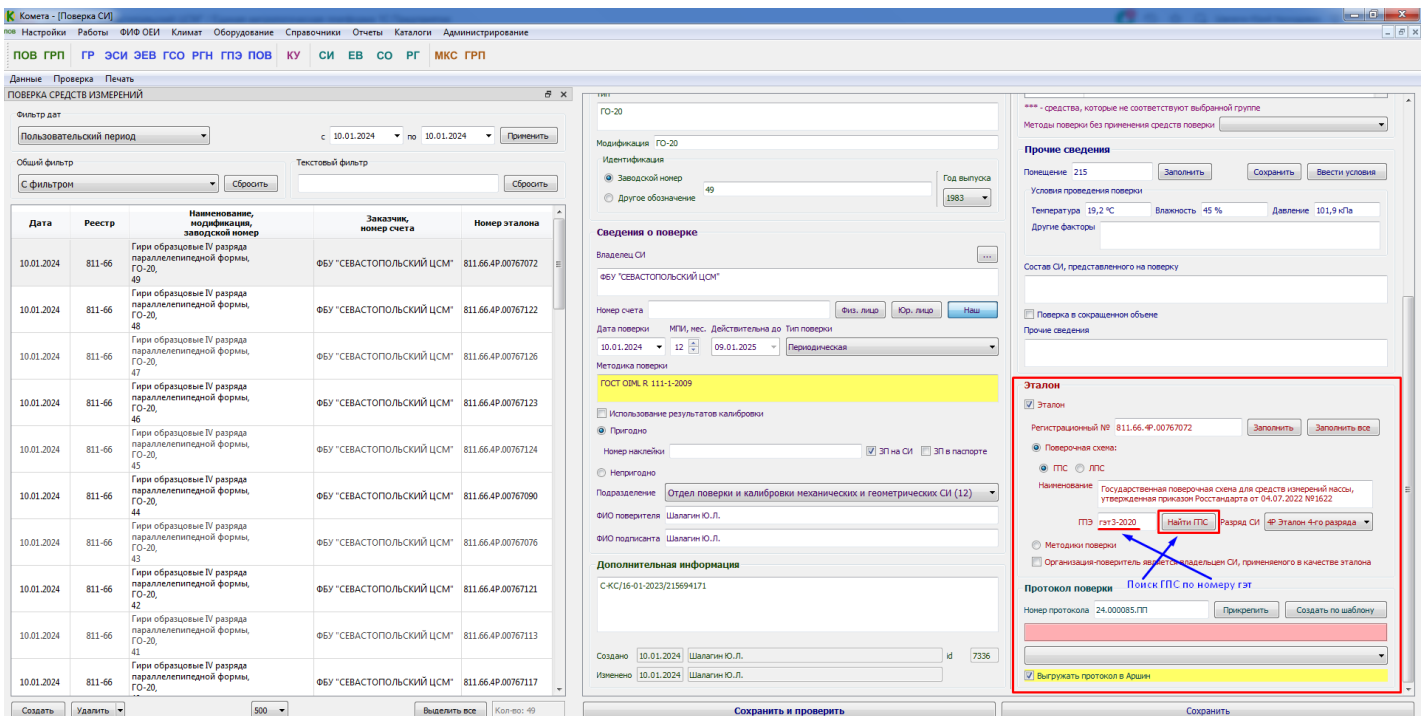 Комета - [Поверка СИ]
Настройки Работы ФИФ ОЕИ Климат Оборудование Справочники Отчеты Каталоги Администрирование
ПОВ ГРП ГР ЭСИ ЭЕВ ГСО РГН ГПЭ ПОВ КУ СИ ЕВ СО РГ МКС ГРП
Данные Проверка Печать
ПОВЕРКА СРЕДСТВ ИЗМЕРЕНИЙ
Фильтр дат
Пользовательский период с 10.01.2024 по 10.01.2024 Применить
Общий фильтр Текстовый фильтр
С фильтром Сбросить Сбросить
Дата Реестр Наименование, модификация, заводской номер Заказчик, номер счета Номер эталона
10.01.2024 811-66 Гири образцовые IV разряда параллелепипедной формы, ГО-20, 49 ФБУ "СЕВАСТОПОЛЬСКИЙ ЦСМ" 811.66.4Р.00767072
10.01.2024 811-66 Гири образцовые IV разряда параллелепипедной формы, ГО-20, 48 ФБУ "СЕВАСТОПОЛЬСКИЙ ЦСМ" 811.66.4Р.00767122
10.01.2024 811-66 Гири образцовые IV разряда параллелепипедной формы, ГО-20, 47 ФБУ "СЕВАСТОПОЛЬСКИЙ ЦСМ" 811.66.4Р.00767126
10.01.2024 811-66 Гири образцовые IV разряда параллелепипедной формы, ГО-20, 46 ФБУ "СЕВАСТОПОЛЬСКИЙ ЦСМ" 811.66.4Р.00767123
10.01.2024 811-66 Гири образцовые IV разряда параллелепипедной формы, ГО-20, 45 ФБУ "СЕВАСТОПОЛЬСКИЙ ЦСМ" 811.66.4Р.00767124
10.01.2024 811-66 Гири образцовые IV разряда параллелепипедной формы, ГО-20, 44 ФБУ "СЕВАСТОПОЛЬСКИЙ ЦСМ" 811.66.4Р.00767090
10.01.2024 811-66 Гири образцовые IV разряда параллелепипедной формы, ГО-20, 43 ФБУ "СЕВАСТОПОЛЬСКИЙ ЦСМ" 811.66.4Р.00767076
10.01.2024 811-66 Гири образцовые IV разряда параллелепипедной формы, ГО-20, 42 ФБУ "СЕВАСТОПОЛЬСКИЙ ЦСМ" 811.66.4Р.00767121
10.01.2024 811-66 Гири образцовые IV разряда параллелепипедной формы, ГО-20, 41 ФБУ "СЕВАСТОПОЛЬСКИЙ ЦСМ" 811.66.4Р.00767113
10.01.2024 811-66 Гири образцовые IV разряда параллелепипедной формы, ГО-20, ФБУ "СЕВАСТОПОЛЬСКИЙ ЦСМ" 811.66.4Р.00767117
Создать Удалить 500 Выделить все Кол-во: 49
ГО-20
Модификация ГО-20
Идентификация
Заводской номер
Другое обозначение
49
Год выпуска
1983
Сведения о поверке
Владелец СИ ...
ФБУ "СЕВАСТОПОЛЬСКИЙ ЦСМ"
Номер счета Физ. лицо Юр. лицо Наш
Дата поверки МПИ, мес. Действительна до Тип поверки
10.01.2024 12 09.01.2025 Периодическая
Методика поверки
ГОСТ OIML R 111-1-2009
Использование результатов калибровки
Пригодно
Номер наклейки ЗП на СИ ЗП в паспорте
Непригодно
Подразделение Отдел поверки и калибровки механических и геометрических СИ (12)
ФИО поверителя Шалагин Ю.Л.
ФИО подписанта Шалагин Ю.Л.
Дополнительная информация
С-КС/16-01-2023/215694171
Создано 10.01.2024 Шалагин Ю.Л. id 7336
Изменено 10.01.2024 Шалагин Ю.Л.
Сохранить и проверить
*** - средства, которые не соответствуют выбранной группе
Методы поверки без применения средств поверки
Прочие сведения
Помещение 215 Заполнить Сохранить Ввести условия
Условия проведения поверки
Температура 19,2 °C Влажность 45 % Давление 101,9 кПа
Другие факторы
Состав СИ, представленного на поверку
Поверка в сокращенном объеме
Прочие сведения
Эталон
Эталон
Регистрационный № 811.66.4Р.00767072 Заполнить Заполнить все
Поверочная схема:
ГПС ЛПС
Наименование Государственная поверочная схема для средств измерений массы,
утвержденная приказом Росстандарта от 04.07.2022 №1622
ГПЭ гэт3-2020 Найти ГПС Разряд СИ 4Р Эталон 4-го разряда
Методики поверки
Организация-поверитель является владельцем СИ, применяемого в качестве эталона
Поиск ГПС по номеру гэт
Протокол поверки
Номер протокола 24.000085.ПП Прикрепить Создать по шаблону
Выгружать протокол в Аршин
Сохранить